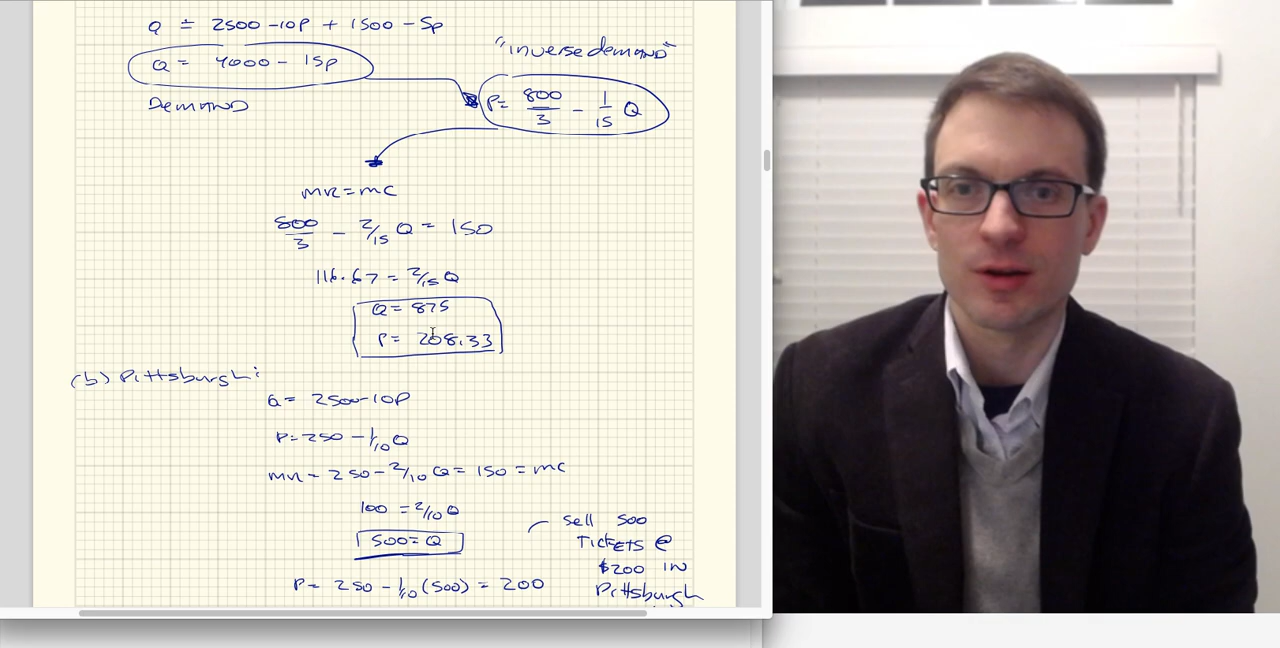 Q = 2500 - 10P + 1500 - 5p
Q = 4000 - 15p
"inverse demand"
Demand
P = 800/3 - 1/15 Q
MR = MC
800/3 - 2/15 Q = 150
116.67 = 2/15 Q
Q = 875
P = 208.33
(b) Pittsburgh:
Q = 2500-10P
P = 250 - 1/10 Q
MR = 250 - 2/10 Q = 150 = MC
100 = 2/10 Q
500 = Q
Sell 500
TICKETS @
$200 IN
Pittsburgh
P = 250 - 1/10 (500) = 200